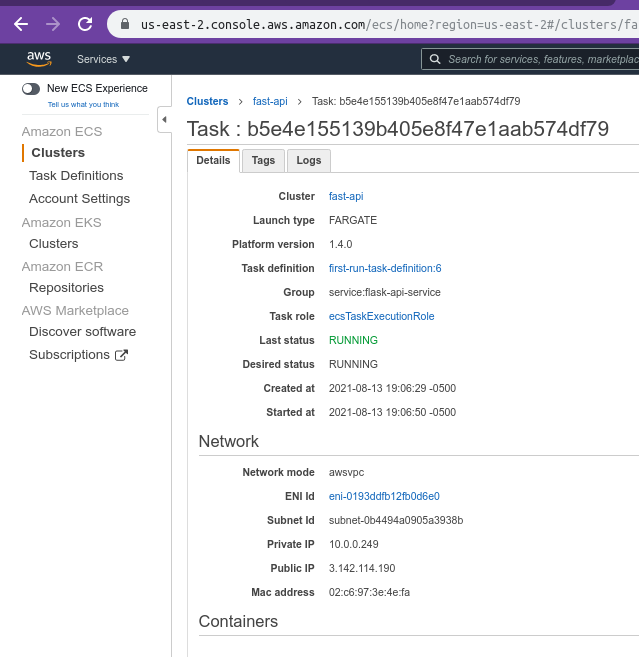 us-east-2.console.aws.amazon.com/ecs/home?region=us-east-2#/clusters/fa
aws Services Search for services, features, marketplac
New ECS Experience
Tell us what you think
Amazon ECS
Clusters
Task Definitions
Account Settings
Amazon EKS
Clusters
Amazon ECR
Repositories
AWS Marketplace
Discover software
Subscriptions
Clusters > fast-api > Task: b5e4e155139b405e8f47e1aab574df79
Task : b5e4e155139b405e8f47e1aab574df79
Details Tags Logs
Cluster fast-api
Launch type FARGATE
Platform version 1.4.0
Task definition first-run-task-definition:6
Group service:flask-api-service
Task role ecsTaskExecutionRole
Last status RUNNING
Desired status RUNNING
Created at 2021-08-13 19:06:29 -0500
Started at 2021-08-13 19:06:50 -0500
Network
Network mode awsvpc
ENI Id eni-0193ddfb12fb0d6e0
Subnet Id subnet-0b4494a0905a3938b
Private IP 10.0.0.249
Public IP 3.142.114.190
Mac address 02:c6:97:3e:4e:fa
Containers